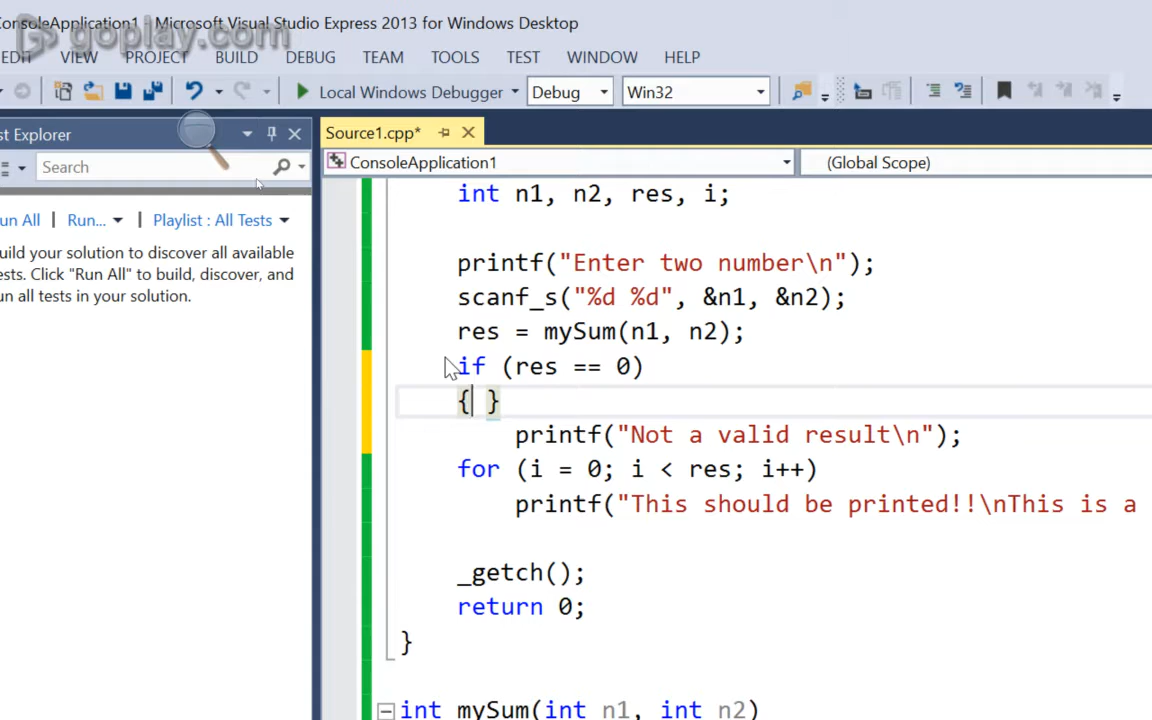 ConsoleApplication1 - Microsoft Visual Studio Express 2013 for Windows Desktop
goplay.com
EDIT VIEW PROJECT BUILD DEBUG TEAM TOOLS TEST WINDOW HELP
Local Windows Debugger Debug Win32
st Explorer
Source1.cpp*
Search
ConsoleApplication1
(Global Scope)
un All | Run... | Playlist : All Tests
uild your solution to discover all available
ests. Click "Run All" to build, discover, and
un all tests in your solution.
int n1, n2, res, i;
printf("Enter two number\n");
scanf_s("%d %d", &n1, &n2);
res = mySum(n1, n2);
if (res == 0)
{ }
printf("Not a valid result\n");
for (i = 0; i < res; i++)
printf("This should be printed!!\nThis is a
_getch();
return 0;
}
int mySum(int n1, int n2)